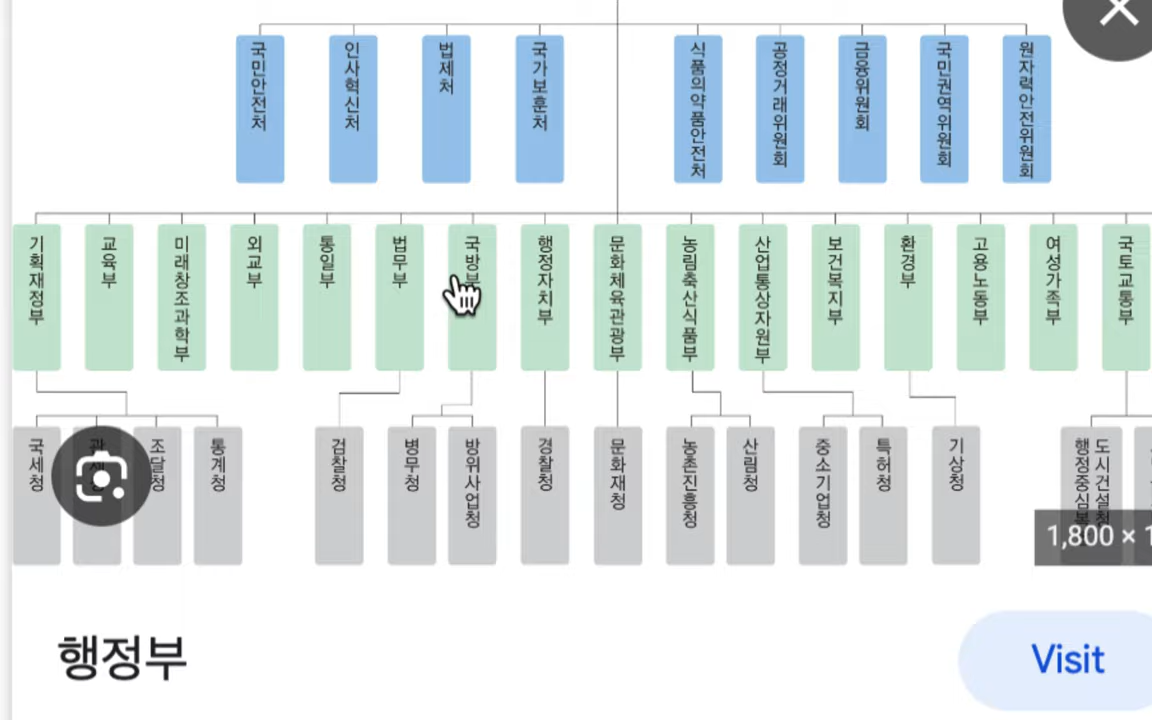 국민안전처
인사혁신처
법제처
국가보훈처
식품의약품안전처
공정거래위원회
금융위원회
국민권역위원회
원자력안전위원회
기획재정부
교육부
미래창조과학부
외교부
통일부
법무부
국방부
행정자치부
문화체육관광부
농림축산식품부
산업통상자원부
보건복지부
환경부
고용노동부
여성가족부
국토교통부
국세청
조달청
통계청
검찰청
병무청
방위사업청
경찰청
문화재청
농촌진흥청
산림청
중소기업청
특허청
기상청
행정중심복
도시건설청
1,800 × 1
행정부
Visit